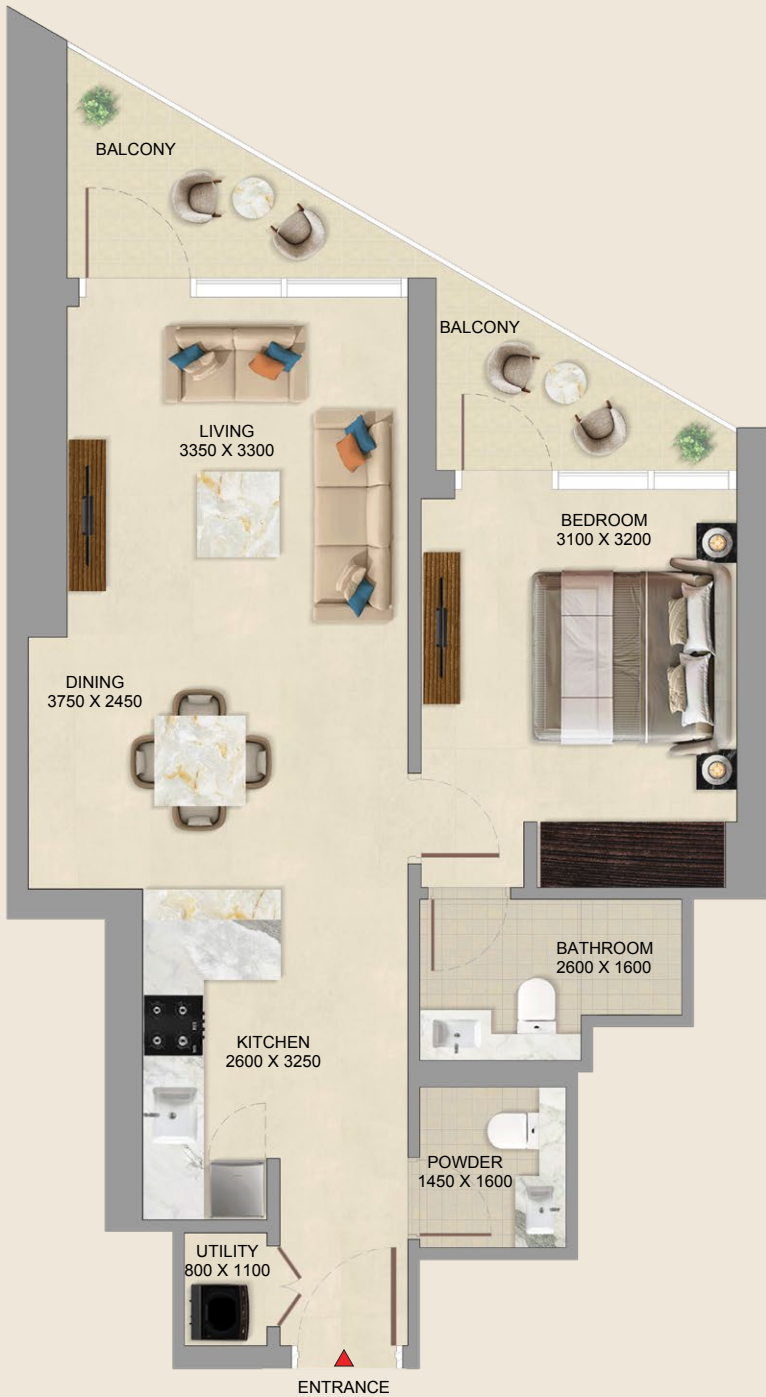 BALCONY
BALCONY
LIVING
3350 X 3300
BEDROOM
3100 X 3200
DINING
3750 X 2450
BATHROOM
2600 X 1600
KITCHEN
2600 X 3250
POWDER
1450 X 1600
UTILITY
800 X 1100
ENTRANCE